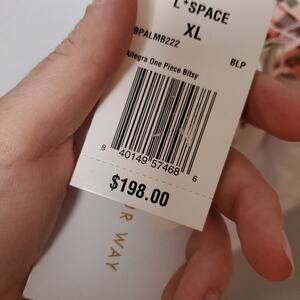 L*SPACE
XL
BPALMB222 BLP
Allegra One Piece Bitsy
8 40149 57468 6
$198.00
WAY